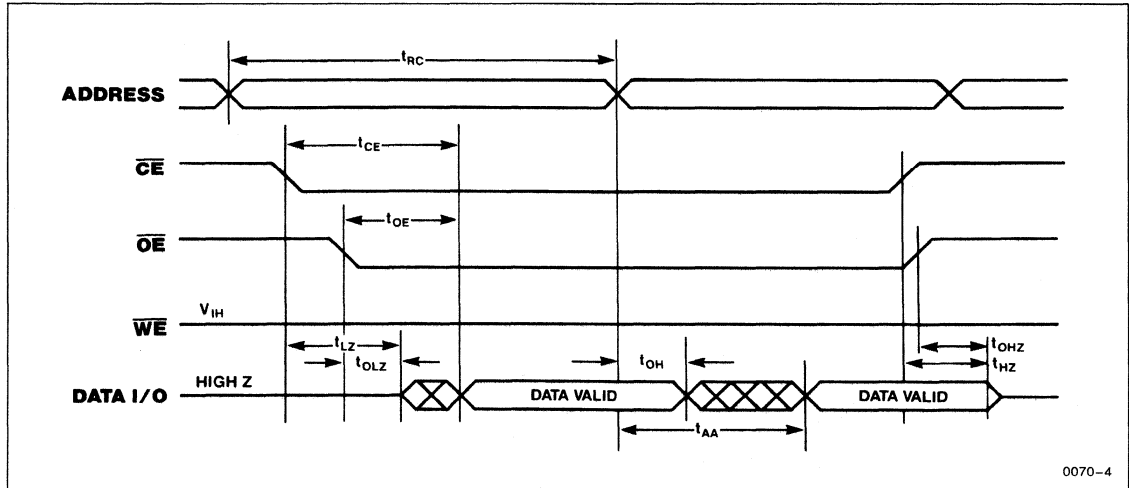 tRC
ADDRESS
tCE
CE
tOE
OE
VIH
WE
tLZ
tOLZ
tOH
tOHZ
tHZ
DATA I/O
HIGH Z
DATA VALID
DATA VALID
tAA
0070-4